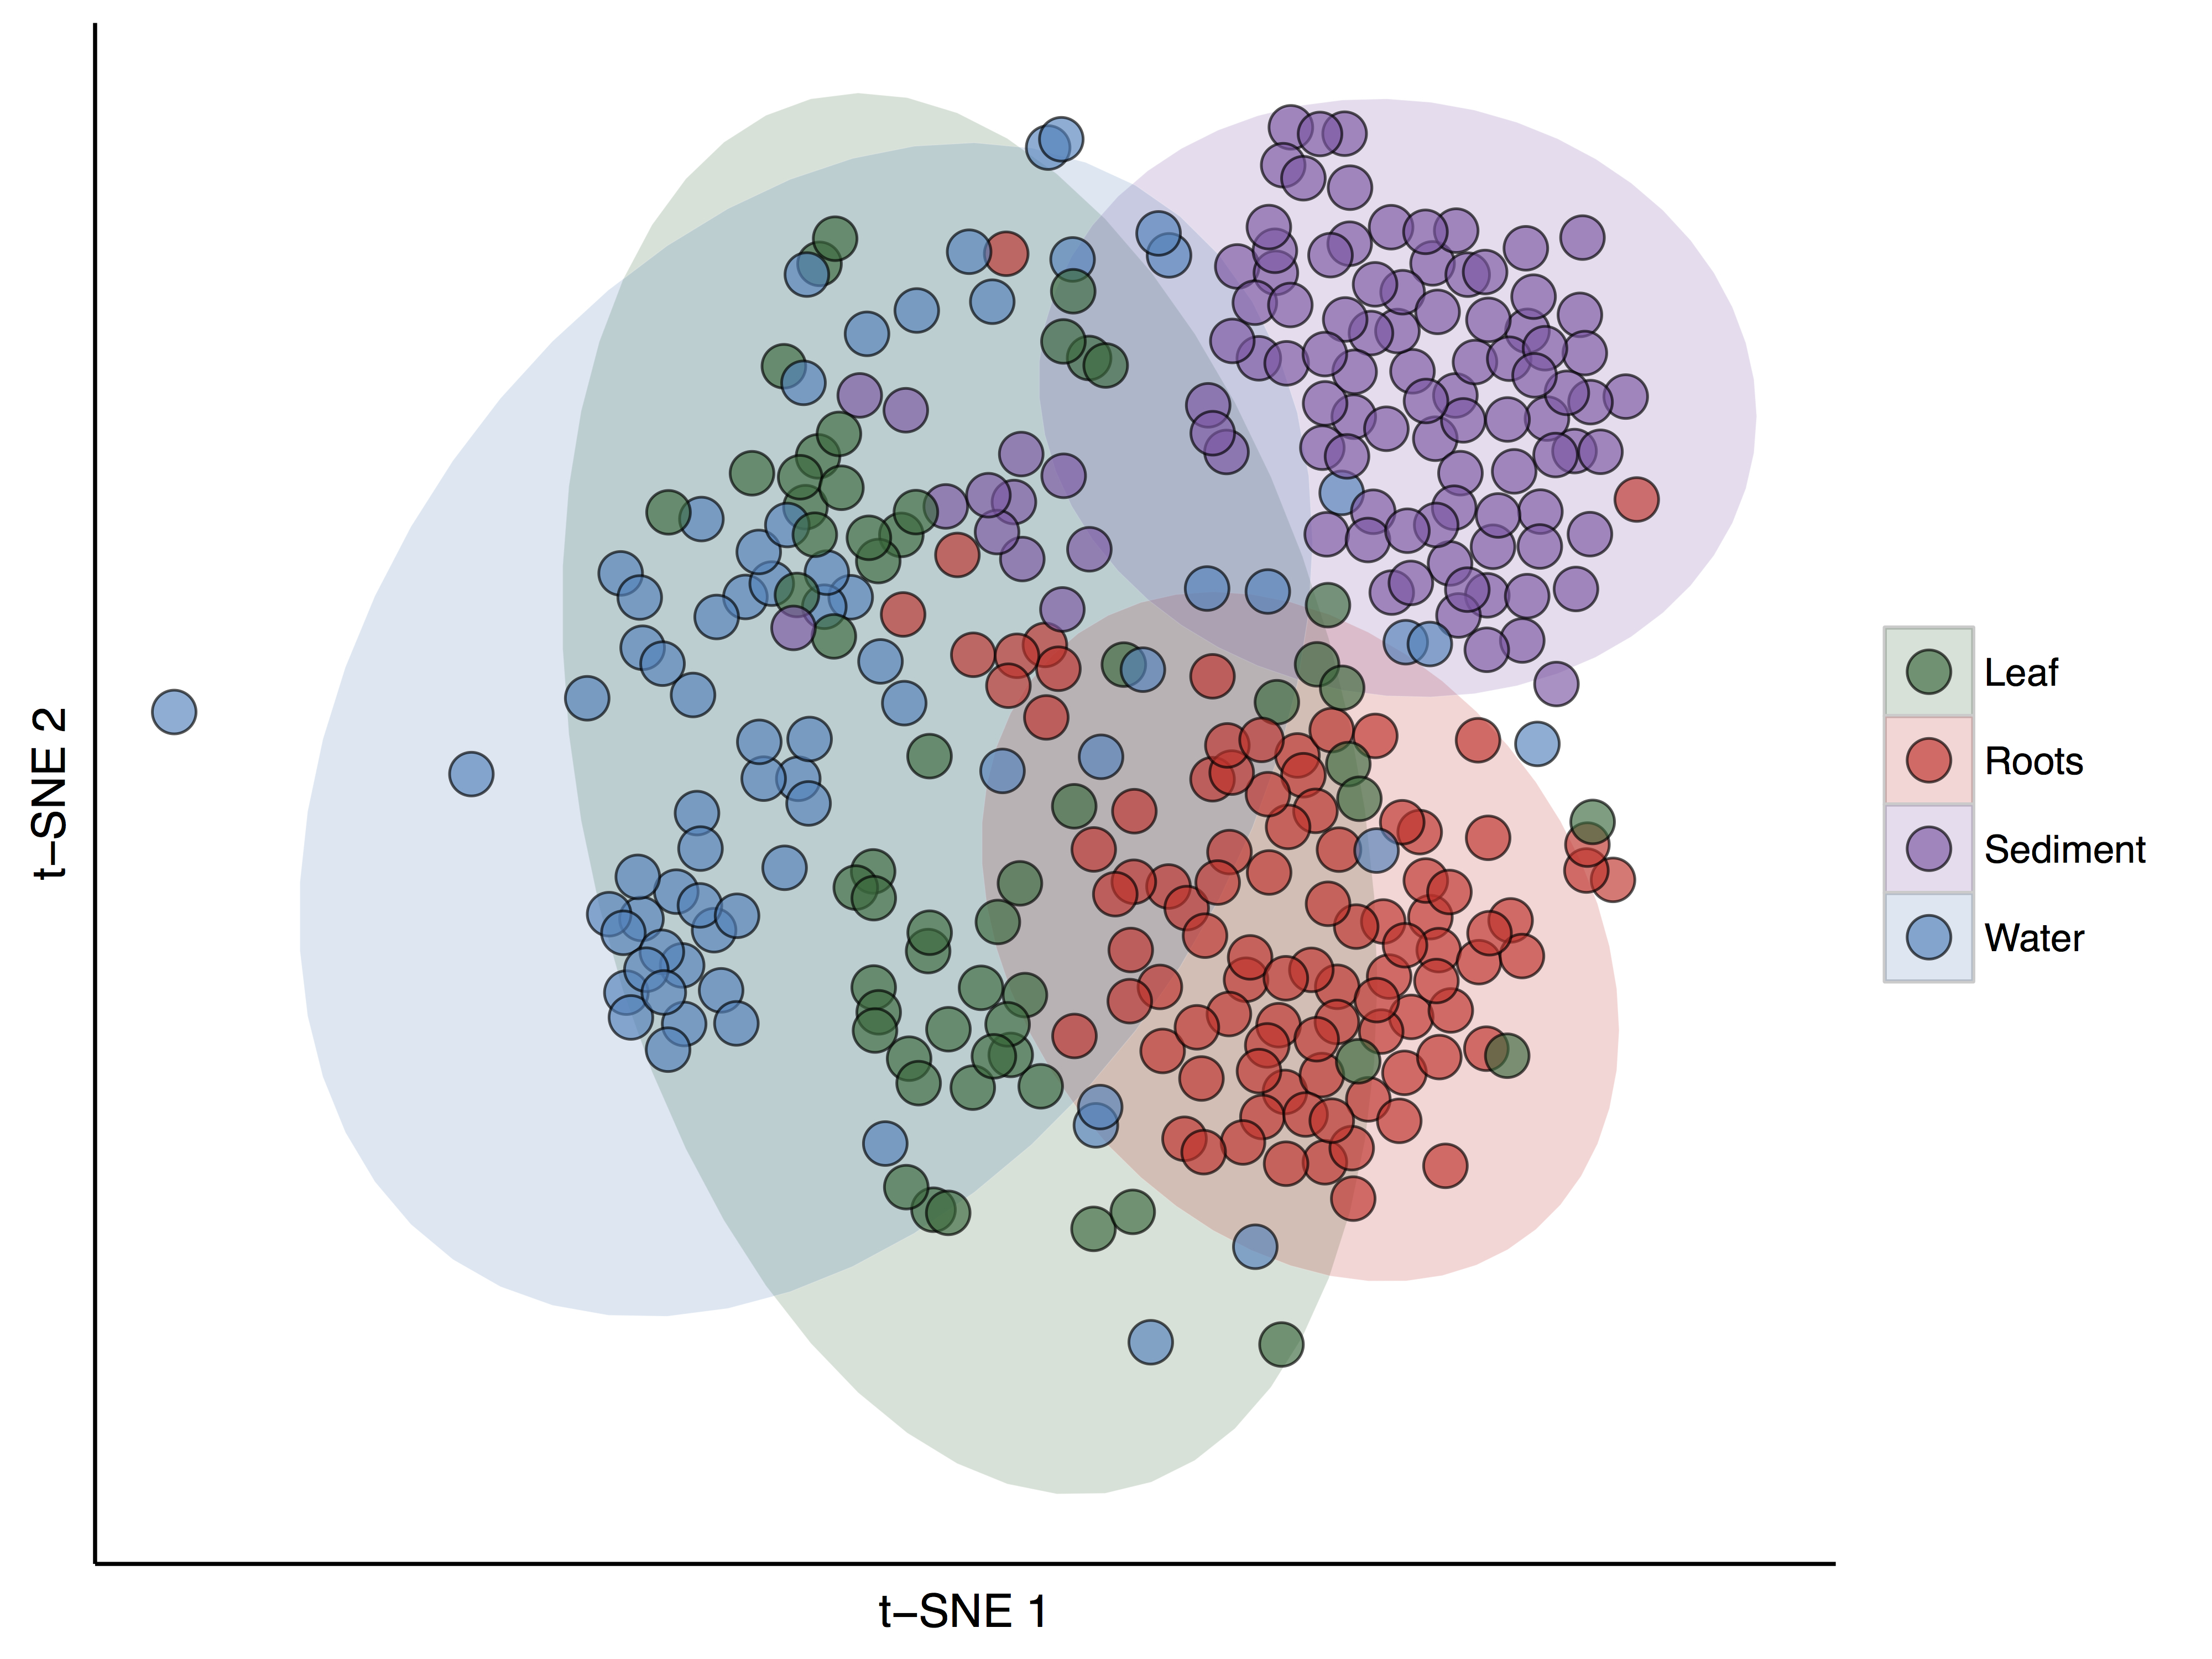 t–SNE 2
t–SNE 1
Leaf
Roots
Sediment
Water